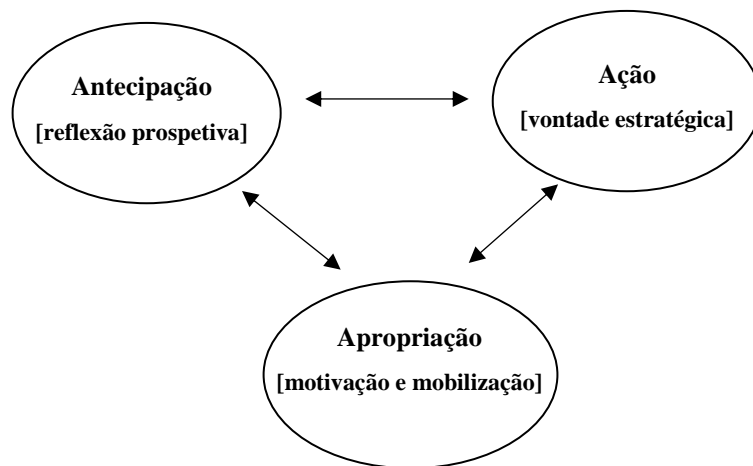 Antecipação
[reflexão prospetiva]
Ação
[vontade estratégica]
Apropriação
[motivação e mobilização]